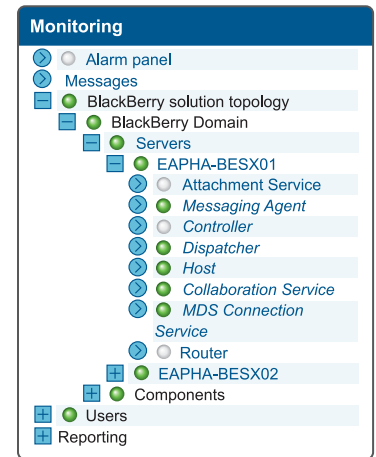 Monitoring
Alarm panel
Messages
BlackBerry solution topology
BlackBerry Domain
Servers
EAPHA-BESX01
Attachment Service
Messaging Agent
Controller
Dispatcher
Host
Collaboration Service
MDS Connection
Service
Router
EAPHA-BESX02
Components
Users
Reporting